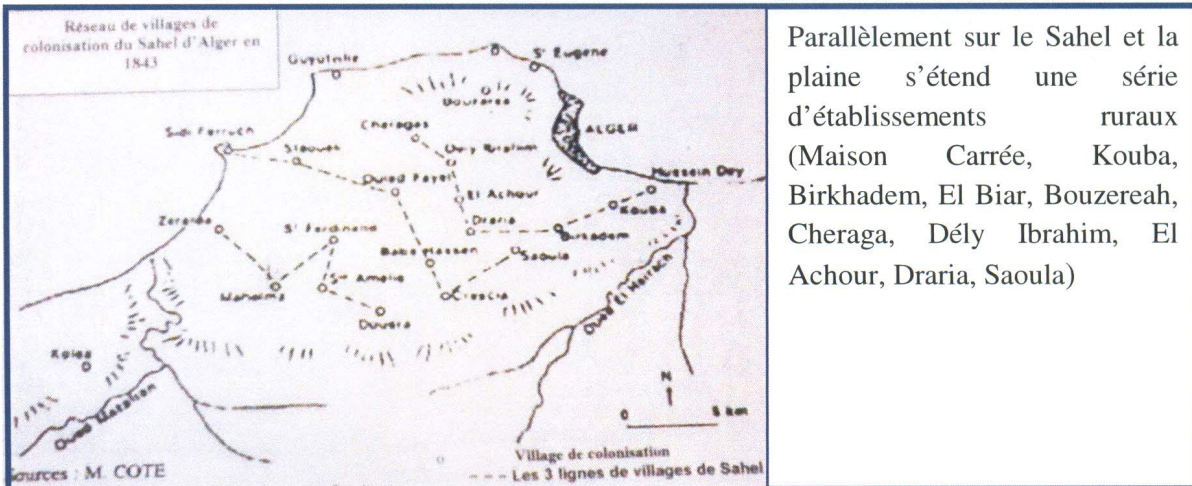 Réseau de villages de
colonisation du Sahel d'Alger en
1843
Guyotville
St Eugene
Bouzarea
Cheragas
ALGER
Sidi Ferruch
Staoueli
Dely Ibrahim
Hussein Dey
Ouled Fayet
El Achour
Kouba
Zeralda
St Ferdinand
Draria
Birkadem
Baba Hassen
Saoula
Mahelma
Ste Amelie
Crescia
Douera
Oued El Harrach
Kolea
Oued Mazafran
N
0 5 km
Village de colonisation
Sources : M. COTE
Les 3 lignes de villages de Sahel
Parallèlement sur le Sahel et la
plaine s'étend une série
d'établissements ruraux
(Maison Carrée, Kouba,
Birkhadem, El Biar, Bouzereah,
Cheraga, Dély Ibrahim, El
Achour, Draria, Saoula)